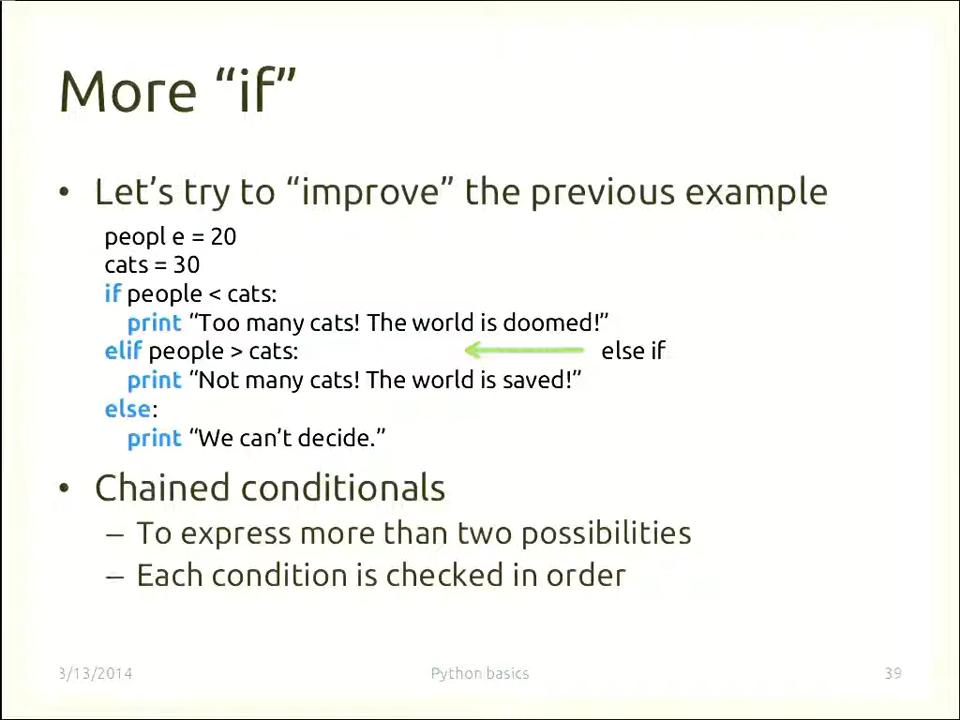 More “if”
• Let’s try to “improve” the previous example
peopl e = 20
cats = 30
if people < cats:
print “Too many cats! The world is doomed!”
elif people > cats: else if
print “Not many cats! The world is saved!”
else:
print “We can’t decide.”
• Chained conditionals
– To express more than two possibilities
– Each condition is checked in order
3/13/2014 Python basics 39